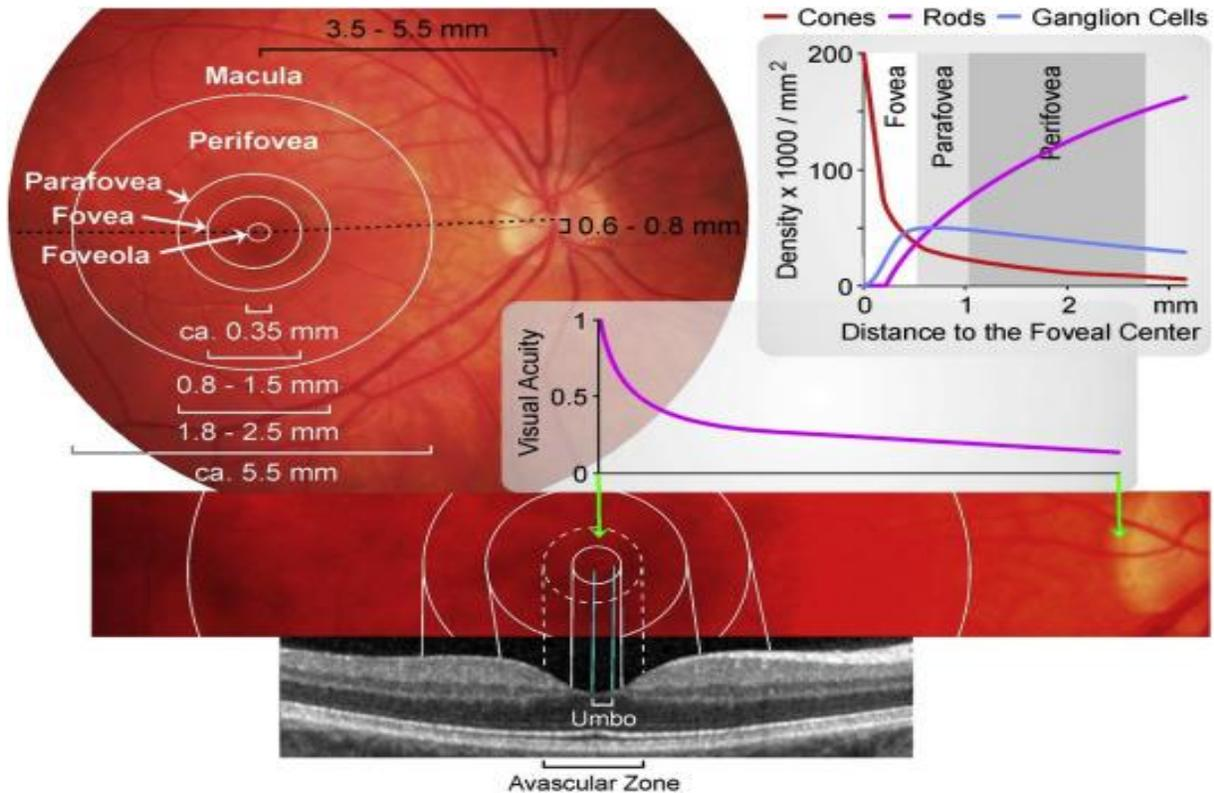 Cones Rods Ganglion Cells
3.5 - 5.5 mm
Macula
Perifovea
Parafovea
Fovea
Foveola
0.6 - 0.8 mm
ca. 0.35 mm
0.8 - 1.5 mm
1.8 - 2.5 mm
ca. 5.5 mm
200
100
0
Density x 1000 / mm²
Fovea
Parafovea
Perifovea
0 1 2 mm
Distance to the Foveal Center
Visual Acuity
1
0.5
0
Umbo
Avascular Zone